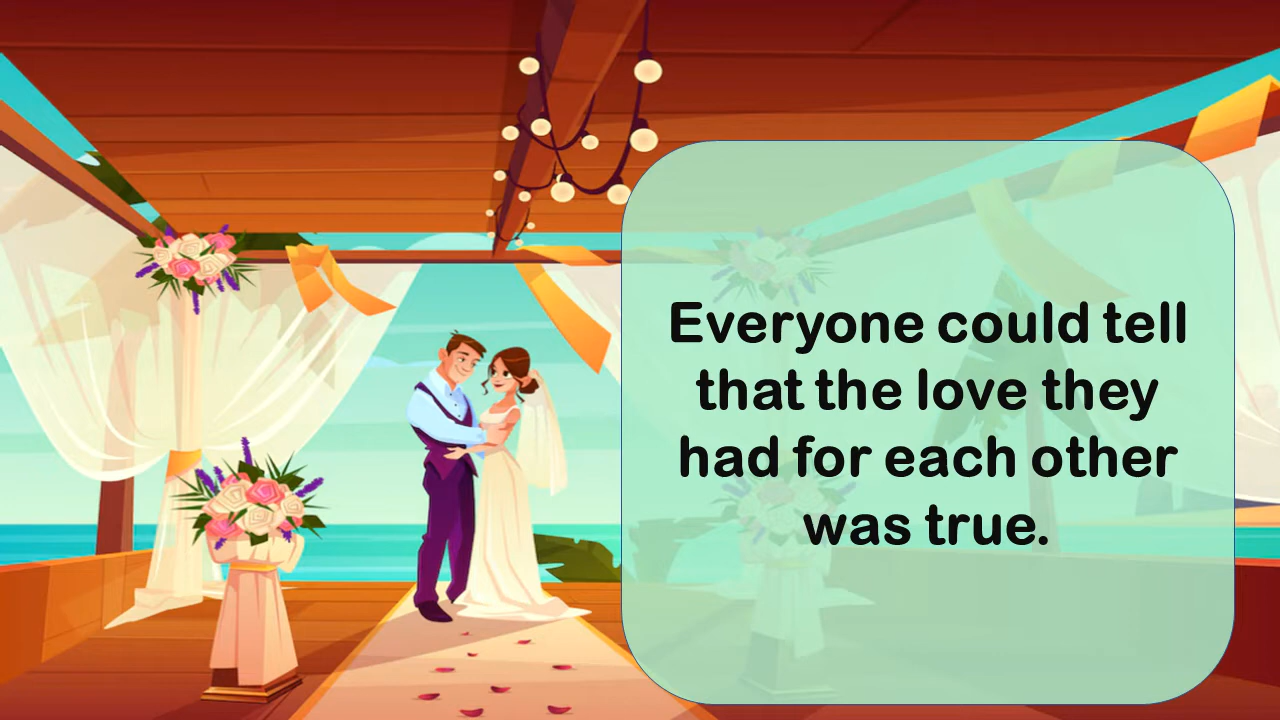 Everyone could tell
that the love they
had for each other
was true.